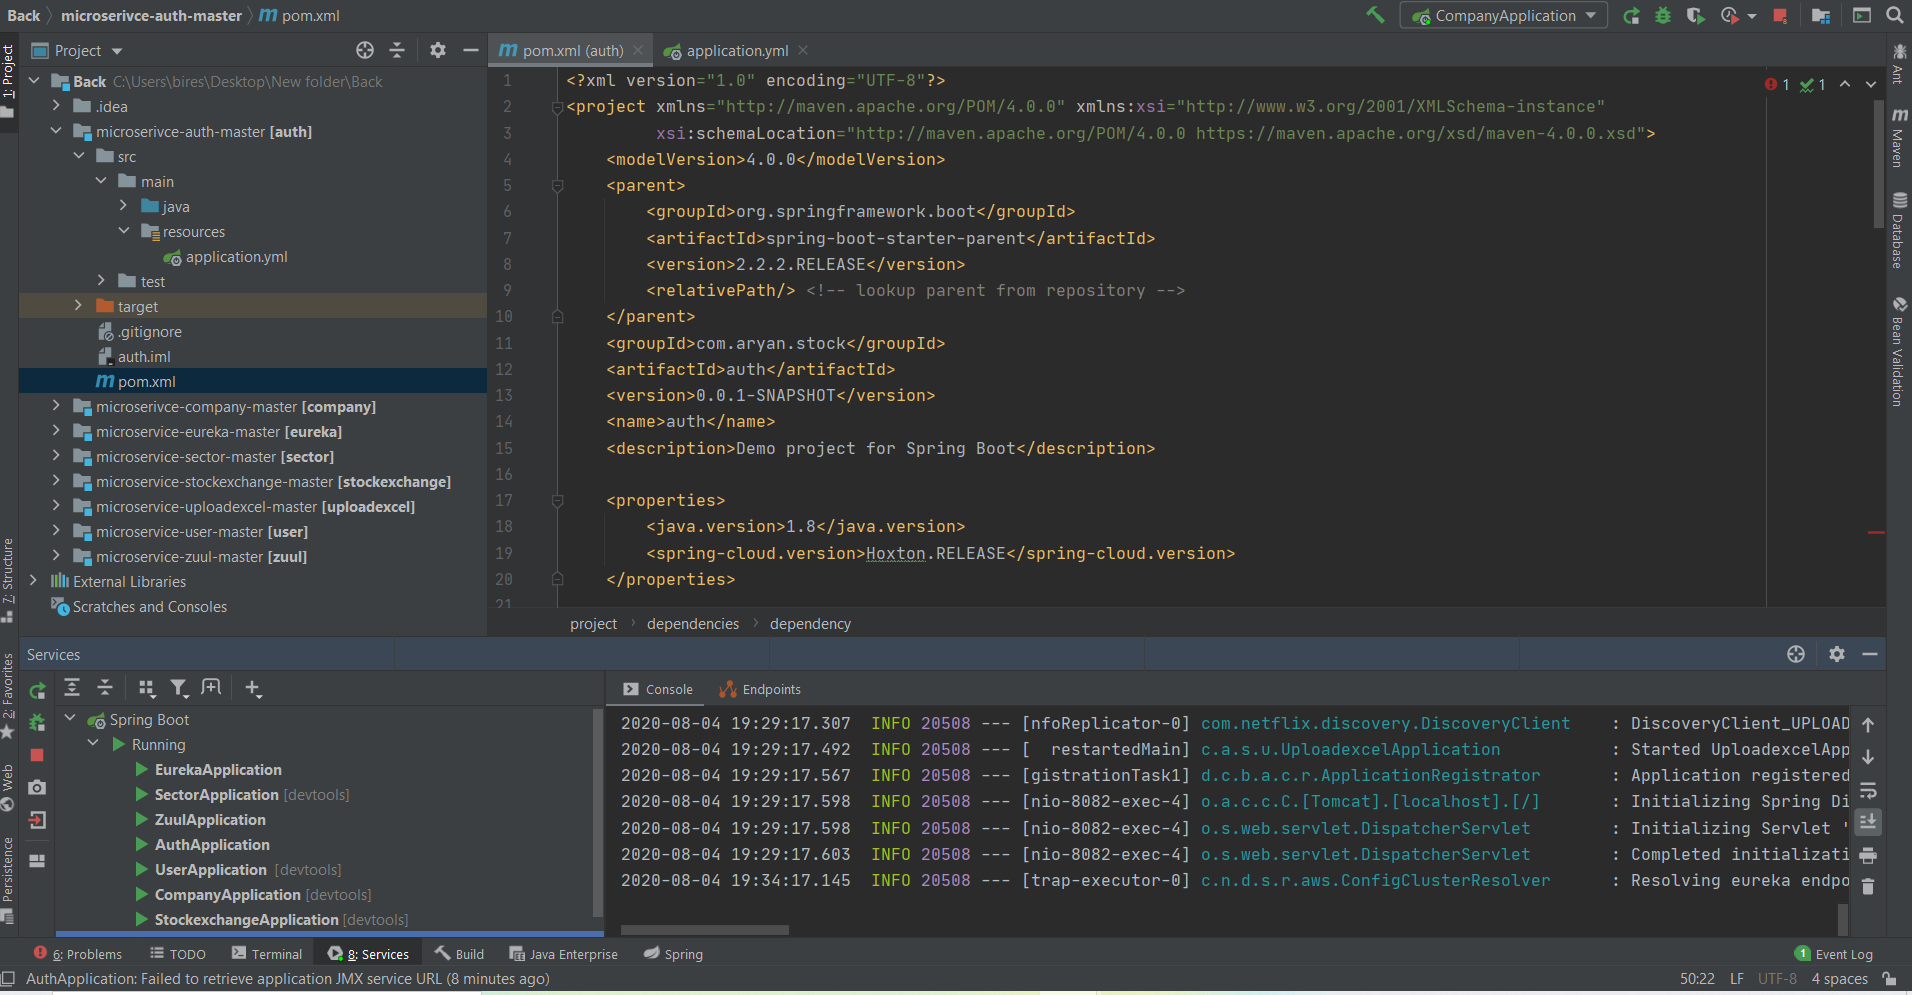 Back microserivce-auth-master pom.xml
CompanyApplication
1: Project
Project
Back C:\Users\bires\Desktop\New folder\Back
.idea
microserivce-auth-master [auth]
src
main
java
resources
application.yml
test
target
.gitignore
auth.iml
pom.xml
microserivce-company-master [company]
microservice-eureka-master [eureka]
microservice-sector-master [sector]
microservice-stockexchange-master [stockexchange]
microservice-uploadexcel-master [uploadexcel]
microservice-user-master [user]
microservice-zuul-master [zuul]
External Libraries
Scratches and Consoles
pom.xml (auth) application.yml
1 1
1 <?xml version="1.0" encoding="UTF-8"?>
2 <project xmlns="http://maven.apache.org/POM/4.0.0" xmlns:xsi="http://www.w3.org/2001/XMLSchema-instance"
3 xsi:schemaLocation="http://maven.apache.org/POM/4.0.0 https://maven.apache.org/xsd/maven-4.0.0.xsd">
4 <modelVersion>4.0.0</modelVersion>
5 <parent>
6 <groupId>org.springframework.boot</groupId>
7 <artifactId>spring-boot-starter-parent</artifactId>
8 <version>2.2.2.RELEASE</version>
9 <relativePath/> <!-- lookup parent from repository -->
10 </parent>
11 <groupId>com.aryan.stock</groupId>
12 <artifactId>auth</artifactId>
13 <version>0.0.1-SNAPSHOT</version>
14 <name>auth</name>
15 <description>Demo project for Spring Boot</description>
16
17 <properties>
18 <java.version>1.8</java.version>
19 <spring-cloud.version>Hoxton.RELEASE</spring-cloud.version>
20 </properties>
21
project dependencies dependency
Ant
Maven
Database
Bean Validation
7: Structure
2: Favorites
Web
Persistence
Services
Spring Boot
Running
EurekaApplication
SectorApplication [devtools]
ZuulApplication
AuthApplication
UserApplication [devtools]
CompanyApplication [devtools]
StockexchangeApplication [devtools]
Console Endpoints
2020-08-04 19:29:17.307 INFO 20508 --- [nfoReplicator-0] com.netflix.discovery.DiscoveryClient : DiscoveryClient_UPLOAD
2020-08-04 19:29:17.492 INFO 20508 --- [ restartedMain] c.a.s.u.UploadexcelApplication : Started UploadexcelApp
2020-08-04 19:29:17.567 INFO 20508 --- [gistrationTask1] d.c.b.a.c.r.ApplicationRegistrator : Application registered
2020-08-04 19:29:17.598 INFO 20508 --- [nio-8082-exec-4] o.a.c.c.C.[Tomcat].[localhost].[/] : Initializing Spring Di
2020-08-04 19:29:17.598 INFO 20508 --- [nio-8082-exec-4] o.s.web.servlet.DispatcherServlet : Initializing Servlet '
2020-08-04 19:29:17.603 INFO 20508 --- [nio-8082-exec-4] o.s.web.servlet.DispatcherServlet : Completed initializati
2020-08-04 19:34:17.145 INFO 20508 --- [trap-executor-0] c.n.d.s.r.aws.ConfigClusterResolver : Resolving eureka endpo
6: Problems TODO Terminal 8: Services Build Java Enterprise Spring 1 Event Log
AuthApplication: Failed to retrieve application JMX service URL (8 minutes ago) 50:22 LF UTF-8 4 spaces